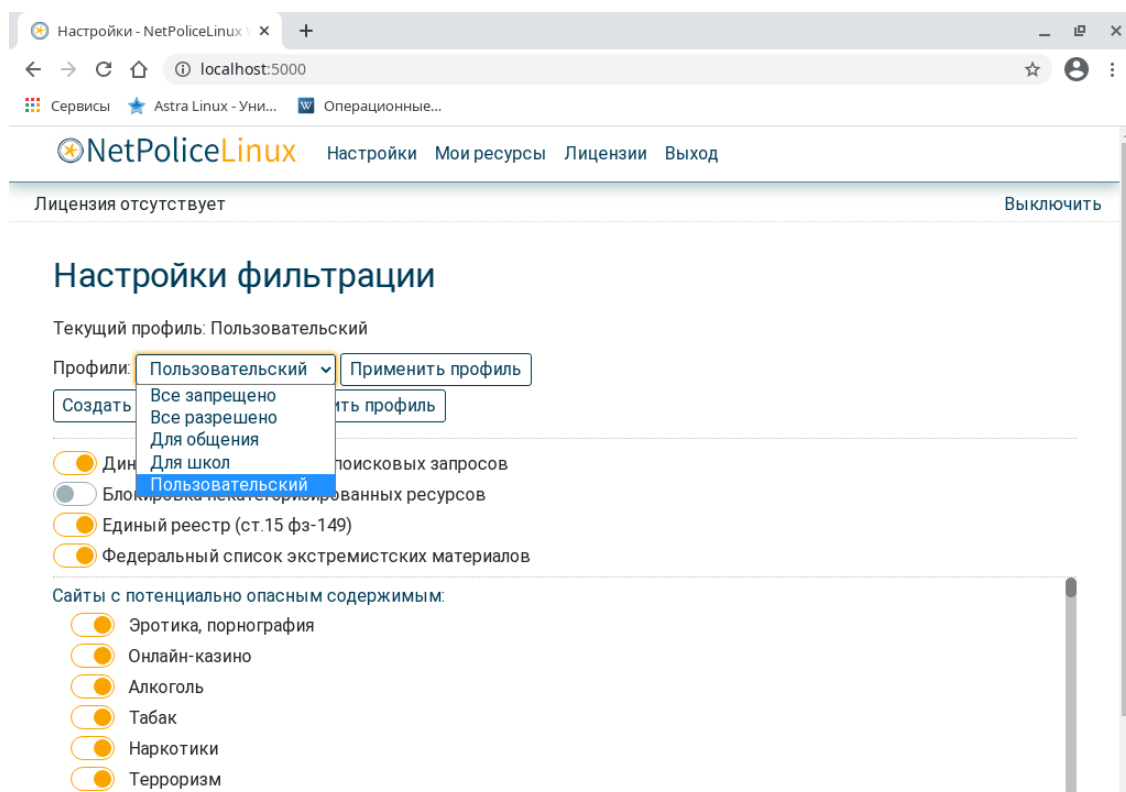 Настройки - NetPoliceLinux \
localhost:5000
Сервисы Astra Linux - Уни... Операционные...
NetPoliceLinux Настройки Мои ресурсы Лицензии Выход
Лицензия отсутствует Выключить
Настройки фильтрации
Текущий профиль: Пользовательский
Профили: Пользовательский Применить профиль
Все запрещено
Создать ить профиль
Все разрешено
Для общения
Для школ
Дин поисковых запросов
Пользовательский
Блокировка некатегоризированных ресурсов
Единый реестр (ст.15 фз-149)
Федеральный список экстремистских материалов
Сайты с потенциально опасным содержимым:
Эротика, порнография
Онлайн-казино
Алкоголь
Табак
Наркотики
Терроризм